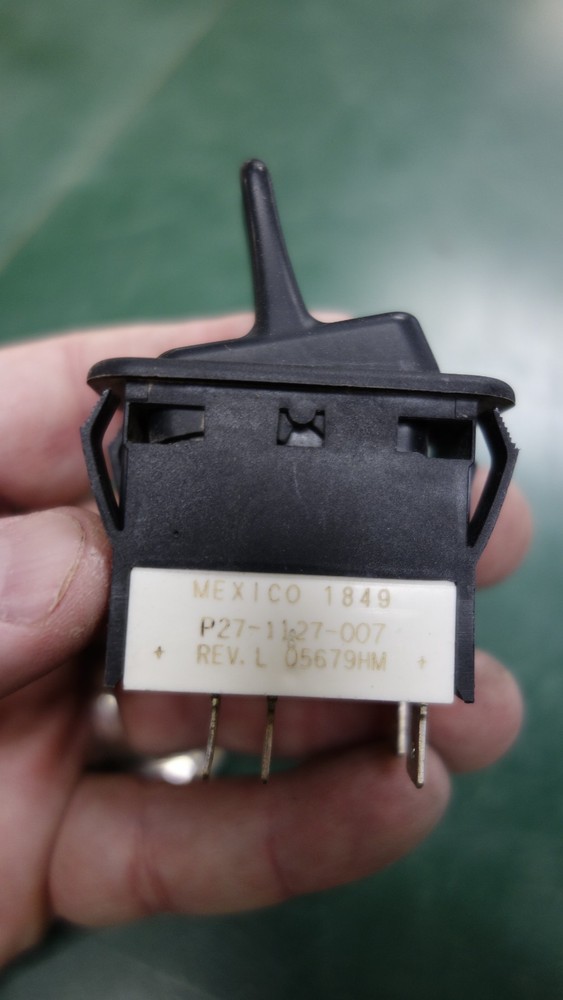 MEXICO 1849
P27-1127-007
REV. L 05679HM